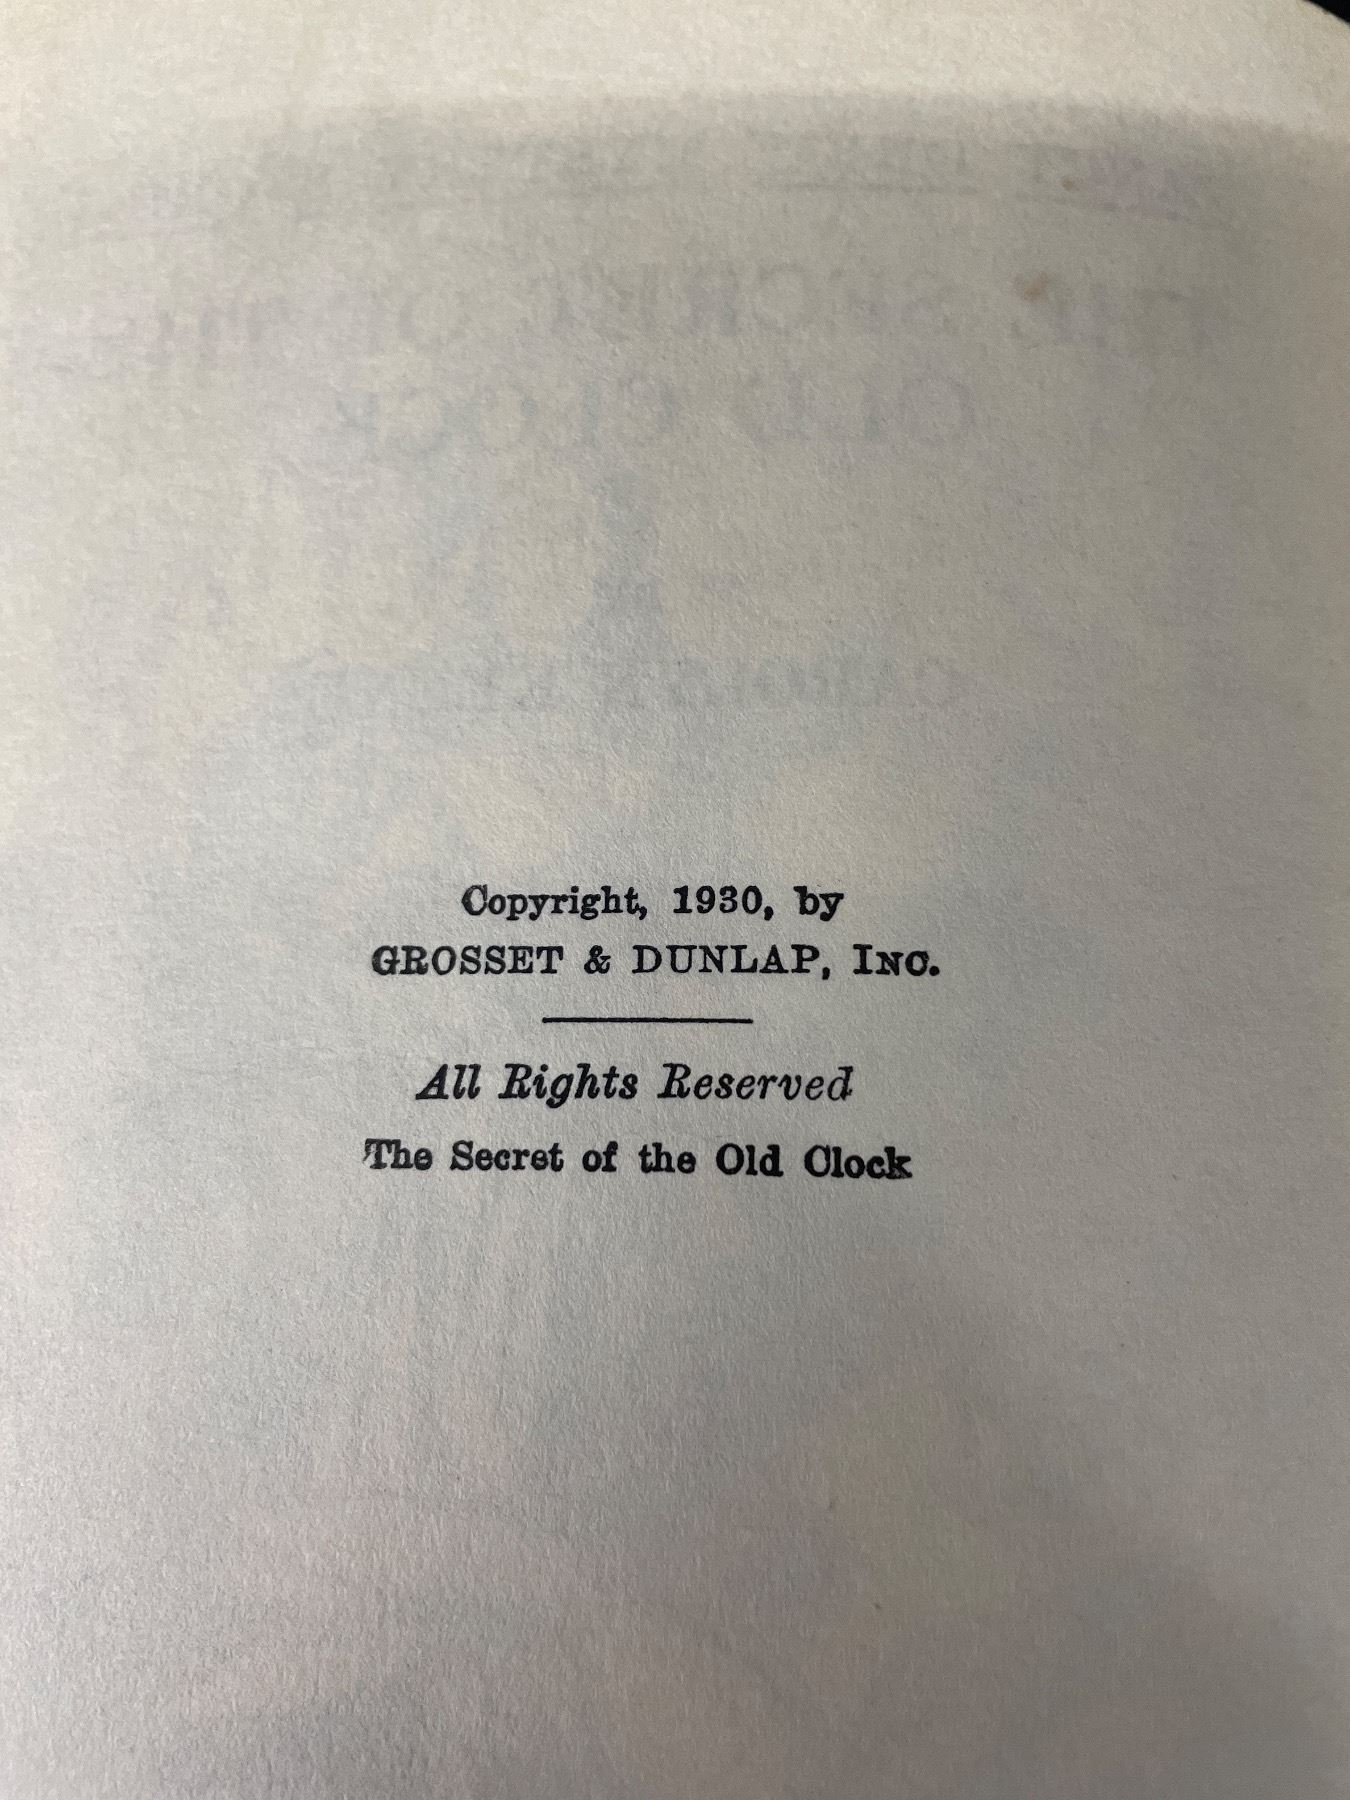 Copyright, 1930, by
GROSSET & DUNLAP, INC.
All Rights Reserved
The Secret of the Old Clock